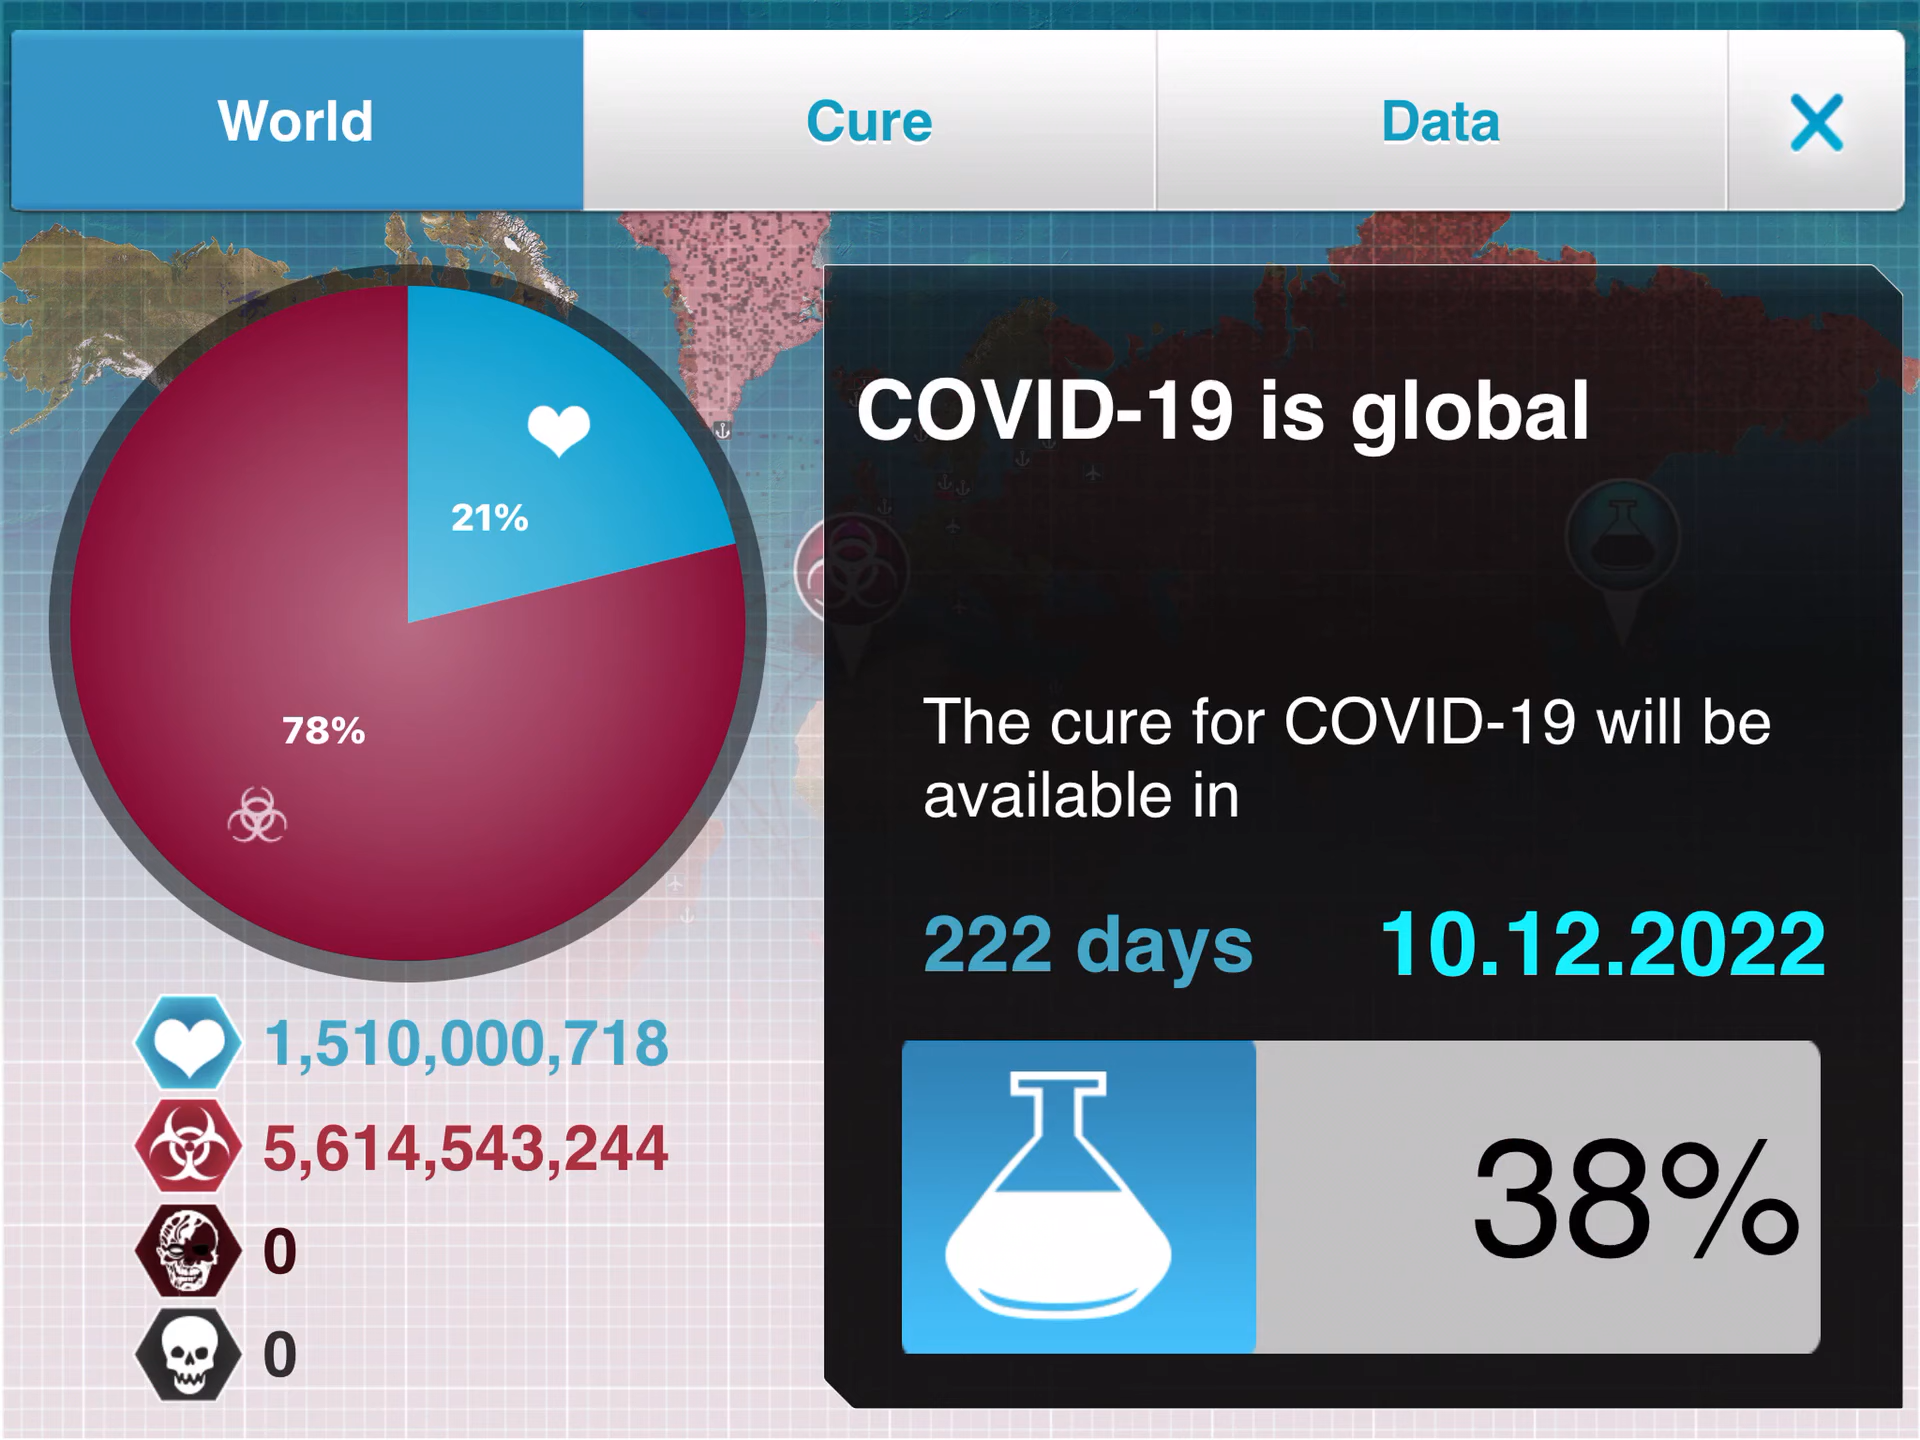 World
Cure
Data
21%
78%
1,510,000,718
5,614,543,244
0
0
COVID-19 is global
The cure for COVID-19 will be
available in
222 days
10.12.2022
38%